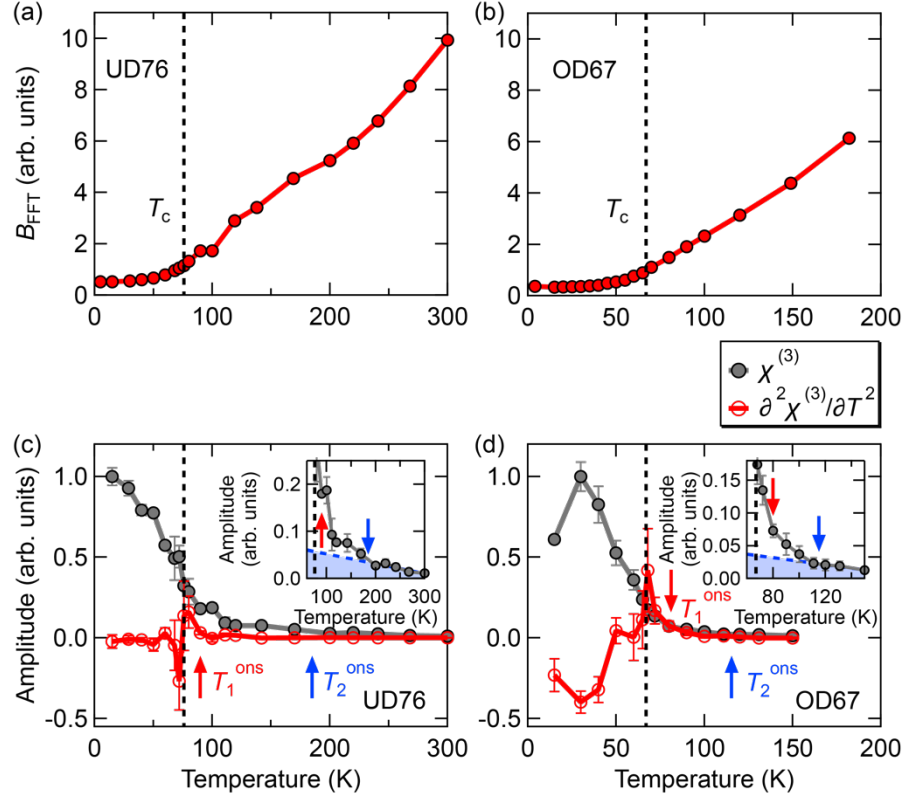 (a)
UD76
T_c
B_FFT (arb. units)
10
8
6
4
2
0
0 100 200 300
(b)
OD67
T_c
10
8
6
4
2
0
0 50 100 150 200
χ^(3)
∂²χ^(3)/∂T²
(c)
Amplitude (arb. units)
1.0
0.5
0.0
-0.5
0 100 200 300
Temperature (K)
T_1^ons
T_2^ons
UD76
Amplitude
(arb. units)
0.2
0.1
0.0
100 200 300
Temperature (K)
(d)
1.0
0.5
0.0
-0.5
0 50 100 150 200
Temperature (K)
T_1^ons
T_2^ons
OD67
Amplitude
(arb. units)
0.15
0.10
0.05
0.00
80 120
Temperature (K)